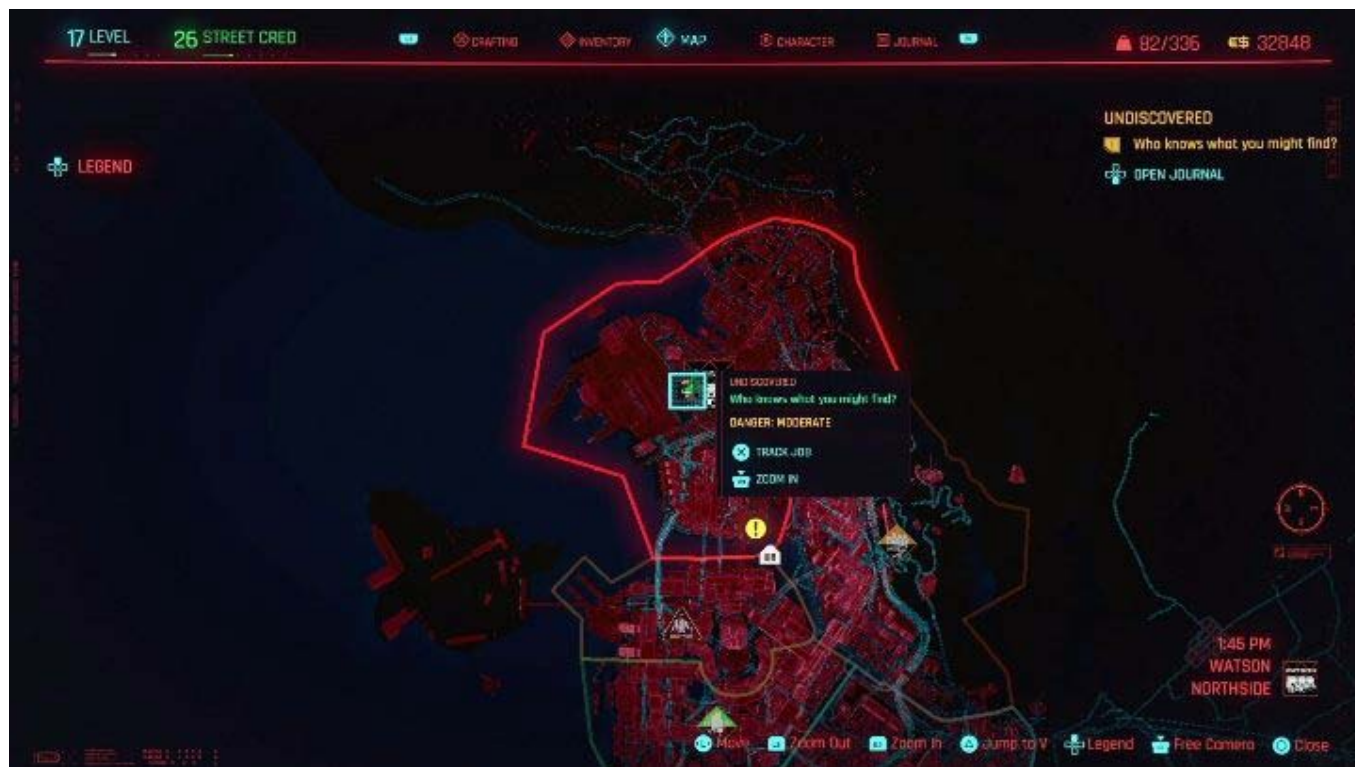 17 LEVEL
26 STREET CRED
CRAFTING
INVENTORY
MAP
CHARACTER
JOURNAL
82/336
€$ 32848
UNDISCOVERED
Who knows what you might find?
OPEN JOURNAL
LEGEND
UNDISCOVERED
Who knows what you might find?
DANGER: MODERATE
TRACK JOB
ZOOM IN
1:45 PM
WATSON
NORTHSIDE
Move
Zoom Out
Zoom In
Jump to V
Legend
Free Camera
Close